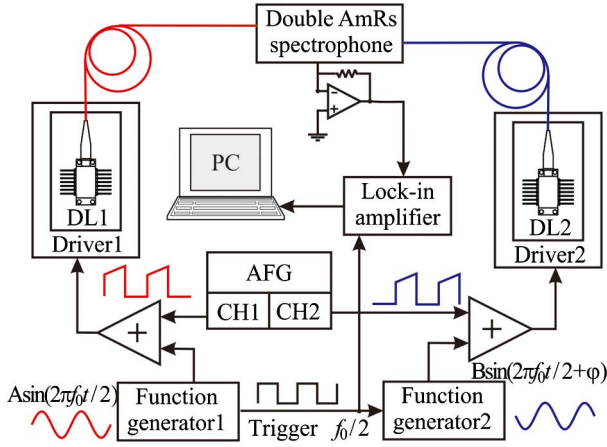 Double AmRs
spectrophone
−
+
PC
Lock-in
amplifier
DL1
Driver1
DL2
Driver2
AFG
CH1 CH2
+
+
Asin(2πf₀t/2)
Bsin(2πf₀t/2+φ)
Function
generator1
Trigger f₀/2
Function
generator2